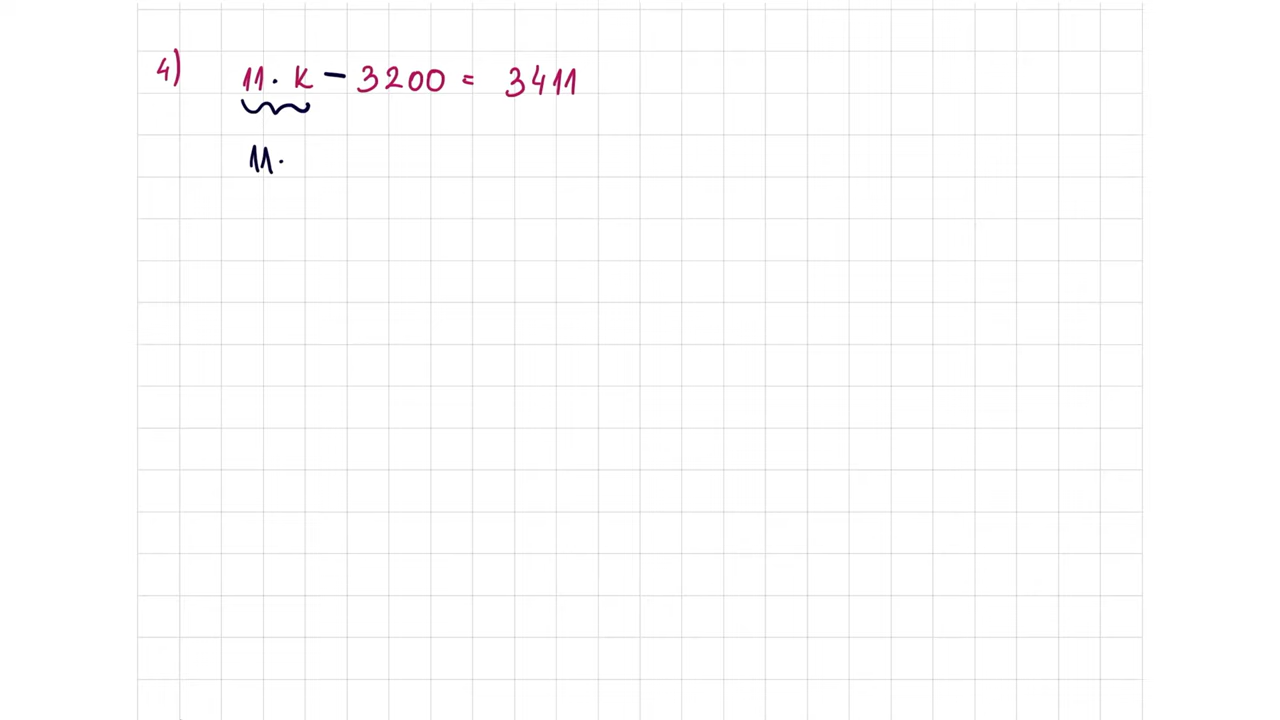 4) 11 · k - 3200 = 3411
11 ·